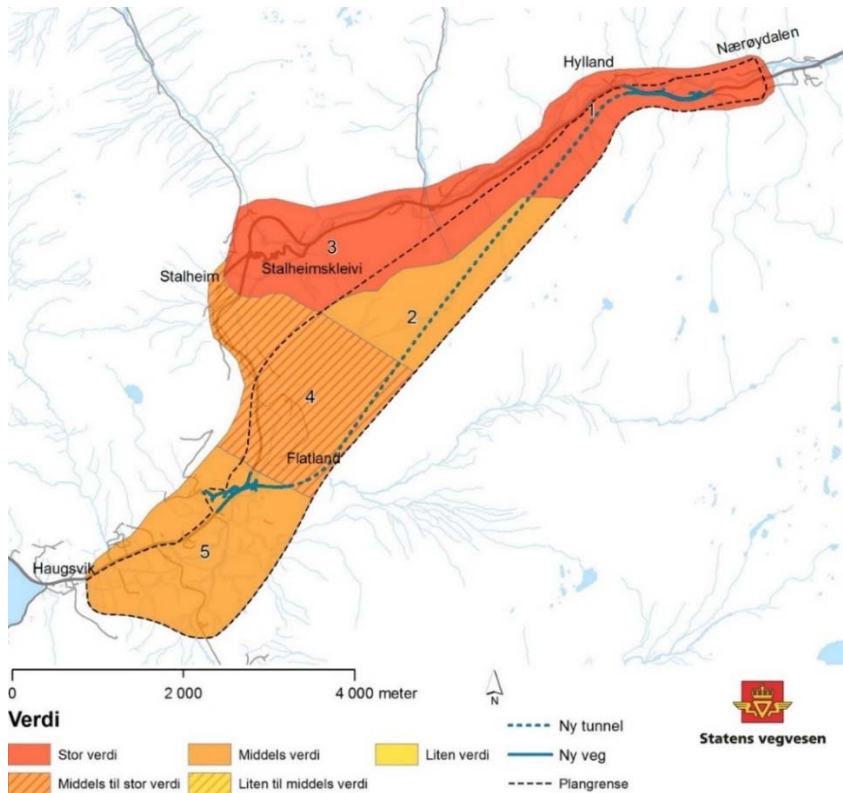 Nærøydalen
Hylland
1
3
Stalheim
Stalheimskleivi
2
4
Flatland
5
Haugsvik
0 2 000 4 000 meter
N
Verdi
Stor verdi
Middels verdi
Liten verdi
Middels til stor verdi
Liten til middels verdi
Ny tunnel
Ny veg
Plangrense
Statens vegvesen